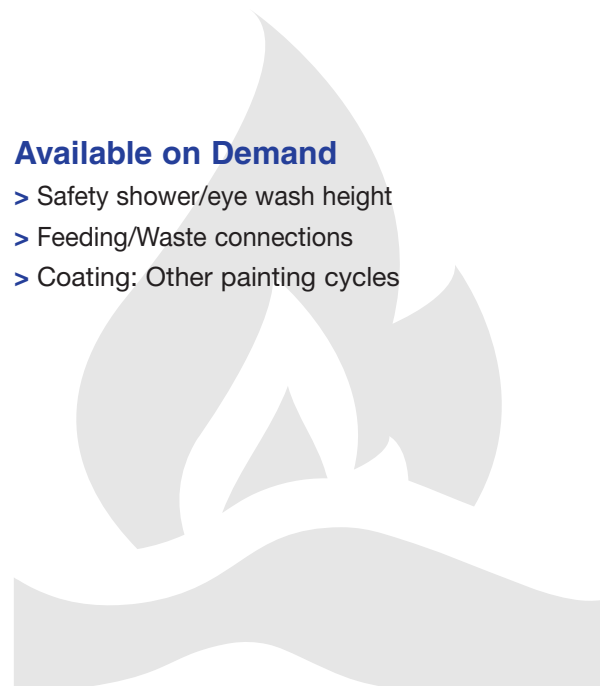 Available on Demand
> Safety shower/eye wash height
> Feeding/Waste connections
> Coating: Other painting cycles